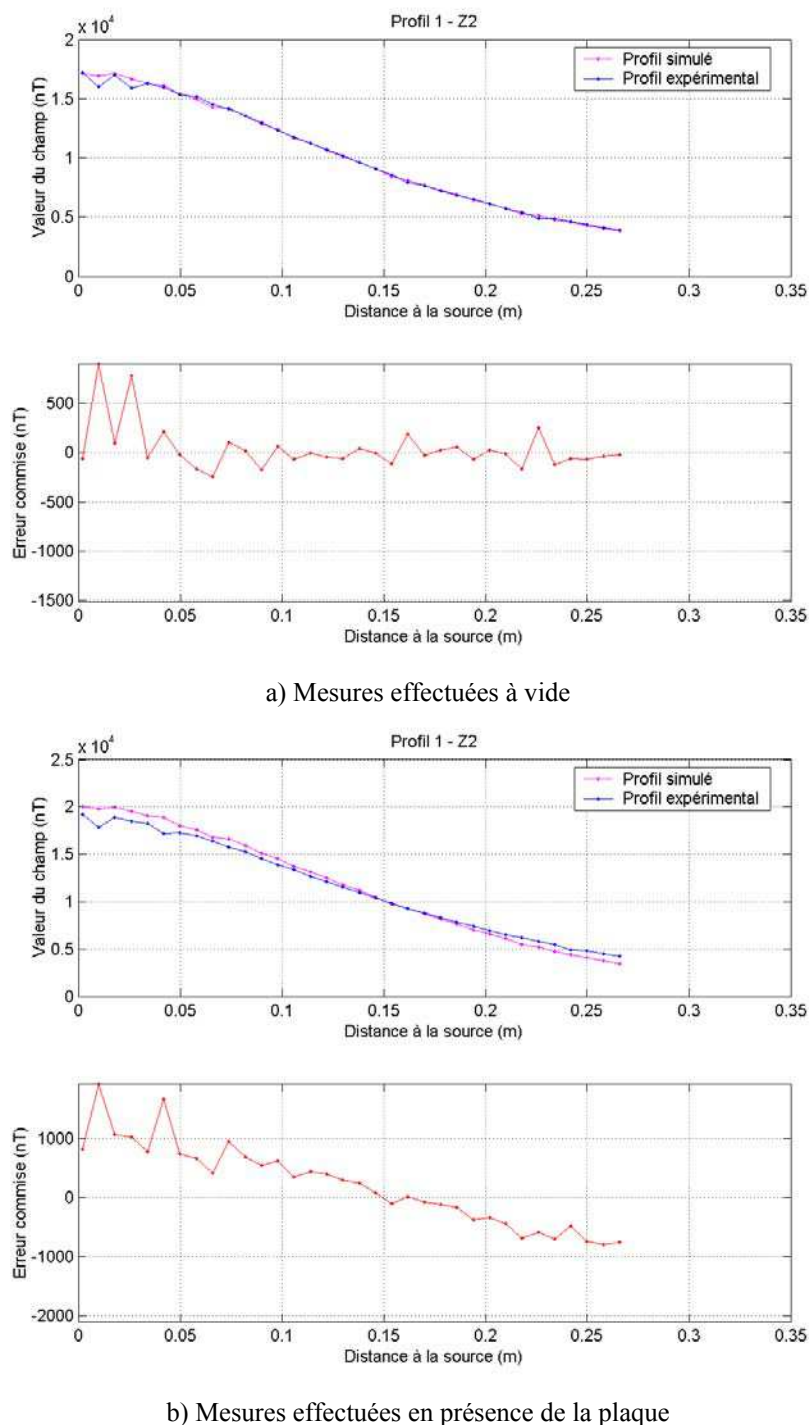 Profil 1 - Z2
x 10⁴
2
1.5
1
0.5
0
Valeur du champ (nT)
Profil simulé
Profil expérimental
0 0.05 0.1 0.15 0.2 0.25 0.3 0.35
Distance à la source (m)
500
0
-500
-1000
-1500
Erreur commise (nT)
0 0.05 0.1 0.15 0.2 0.25 0.3 0.35
Distance à la source (m)
a) Mesures effectuées à vide
Profil 1 - Z2
x 10⁴
2.5
2
1.5
1
0.5
0
Valeur du champ (nT)
Profil simulé
Profil expérimental
0 0.05 0.1 0.15 0.2 0.25 0.3 0.35
Distance à la source (m)
1000
0
-1000
-2000
Erreur commise (nT)
0 0.05 0.1 0.15 0.2 0.25 0.3 0.35
Distance à la source (m)
b) Mesures effectuées en présence de la plaque